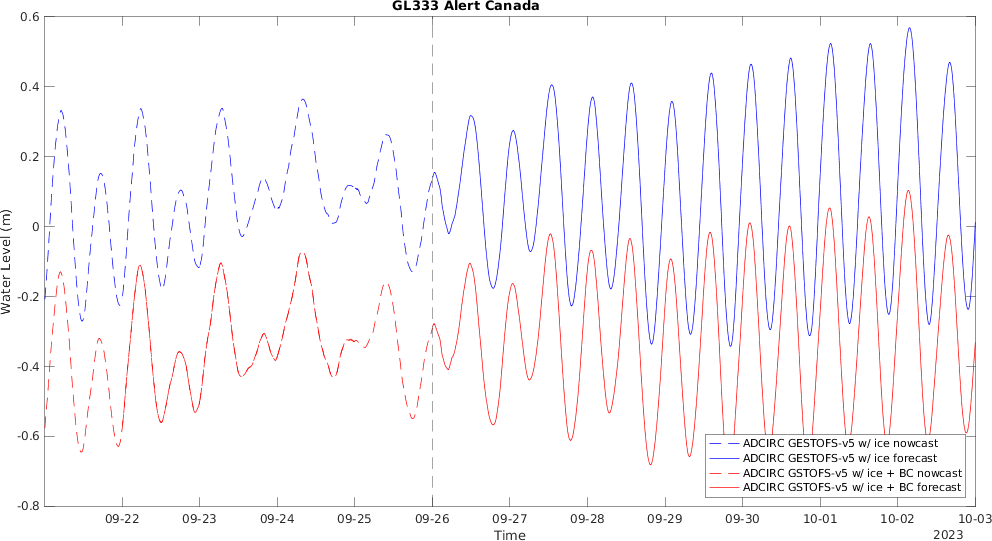 GL333 Alert Canada
0.6
0.4
0.2
0
-0.2
-0.4
-0.6
-0.8
Water Level (m)
ADCIRC GESTOFS-v5 w/ ice nowcast
ADCIRC GESTOFS-v5 w/ ice forecast
ADCIRC GSTOFS-v5 w/ ice + BC nowcast
ADCIRC GSTOFS-v5 w/ ice + BC forecast
09-22 09-23 09-24 09-25 09-26 09-27 09-28 09-29 09-30 10-01 10-02 10-03
Time
2023